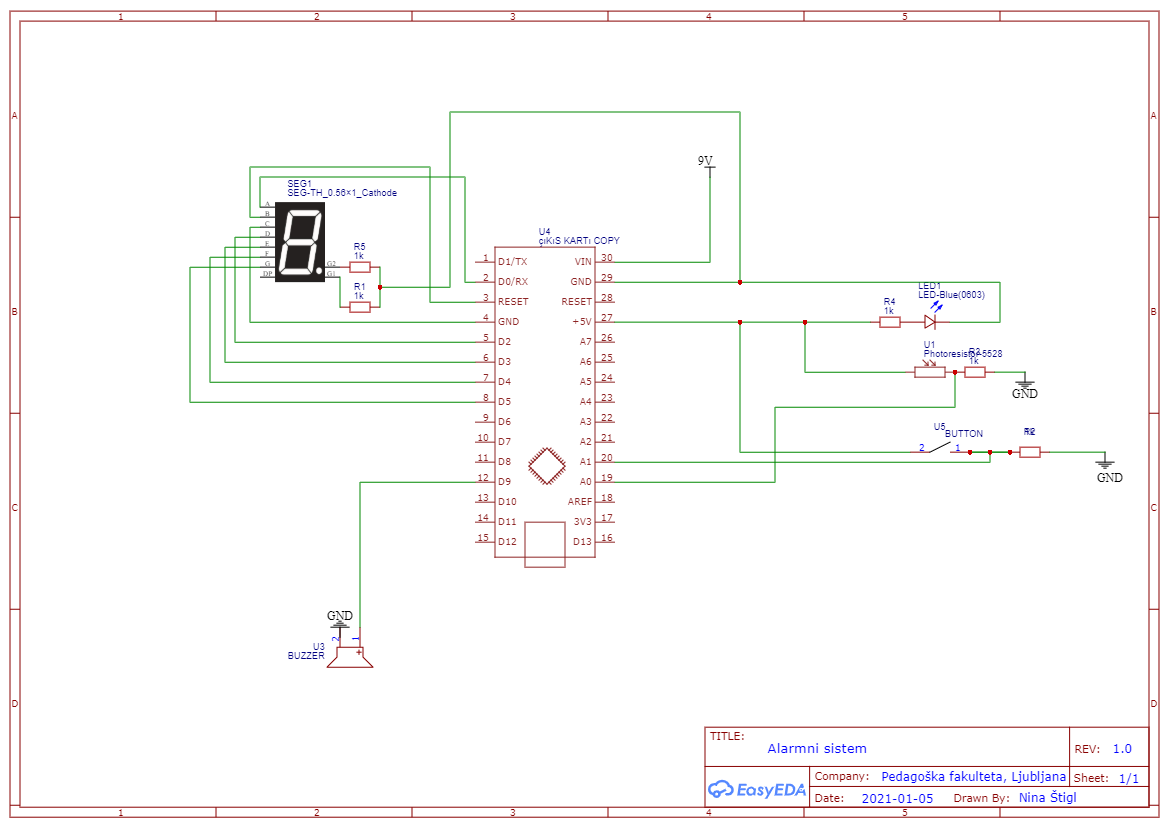 1 2 3 4 5
A A
B B
C C
D D
1 2 3 4 5
SEG1
SEG-TH_0.56x1_Cathode
A
B
C
D
E
F
G
DP
G2
G1
R5
1k
R1
1k
9V
U4
çıKıS KARTı COPY
1 D1/TX
2 D0/RX
3 RESET
4 GND
5 D2
6 D3
7 D4
8 D5
9 D6
10 D7
11 D8
12 D9
13 D10
14 D11
15 D12
VIN 30
GND 29
RESET 28
+5V 27
A7 26
A6 25
A5 24
A4 23
A3 22
A2 21
A1 20
A0 19
AREF 18
3V3 17
D13 16
LED1
LED-Blue(0603)
R4
1k
U1
Photoresistor-5528
1k
GND
U5
BUTTON
2 1
GND
GND
2 1
U3
BUZZER
+
TITLE:
Alarmni sistem
REV: 1.0
EasyEDA
Company: Pedagoška fakulteta, Ljubljana
Sheet: 1/1
Date: 2021-01-05
Drawn By: Nina Štigl